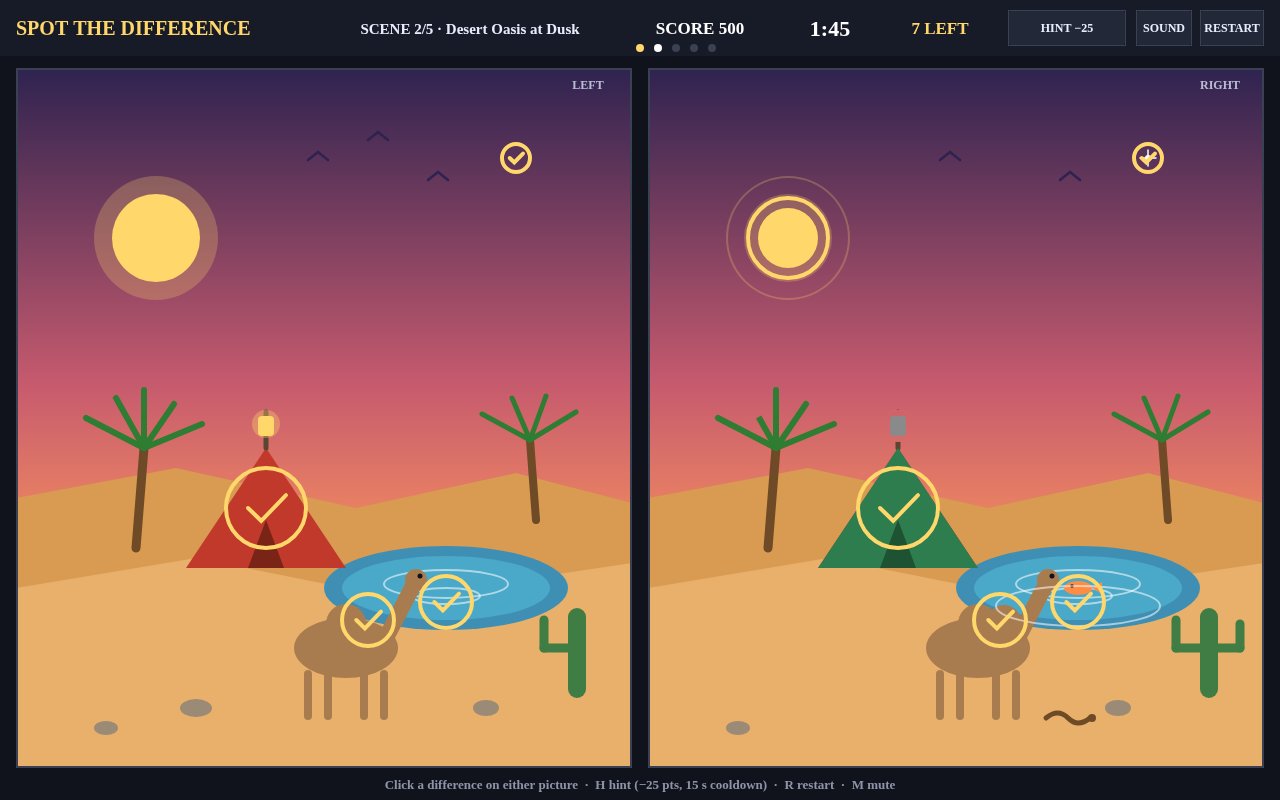 SPOT THE DIFFERENCE
SCENE 2/5 · Desert Oasis at Dusk
SCORE 500
1:45
7 LEFT
HINT −25
SOUND
RESTART
LEFT
RIGHT
Click a difference on either picture · H hint (−25 pts, 15 s cooldown) · R restart · M mute